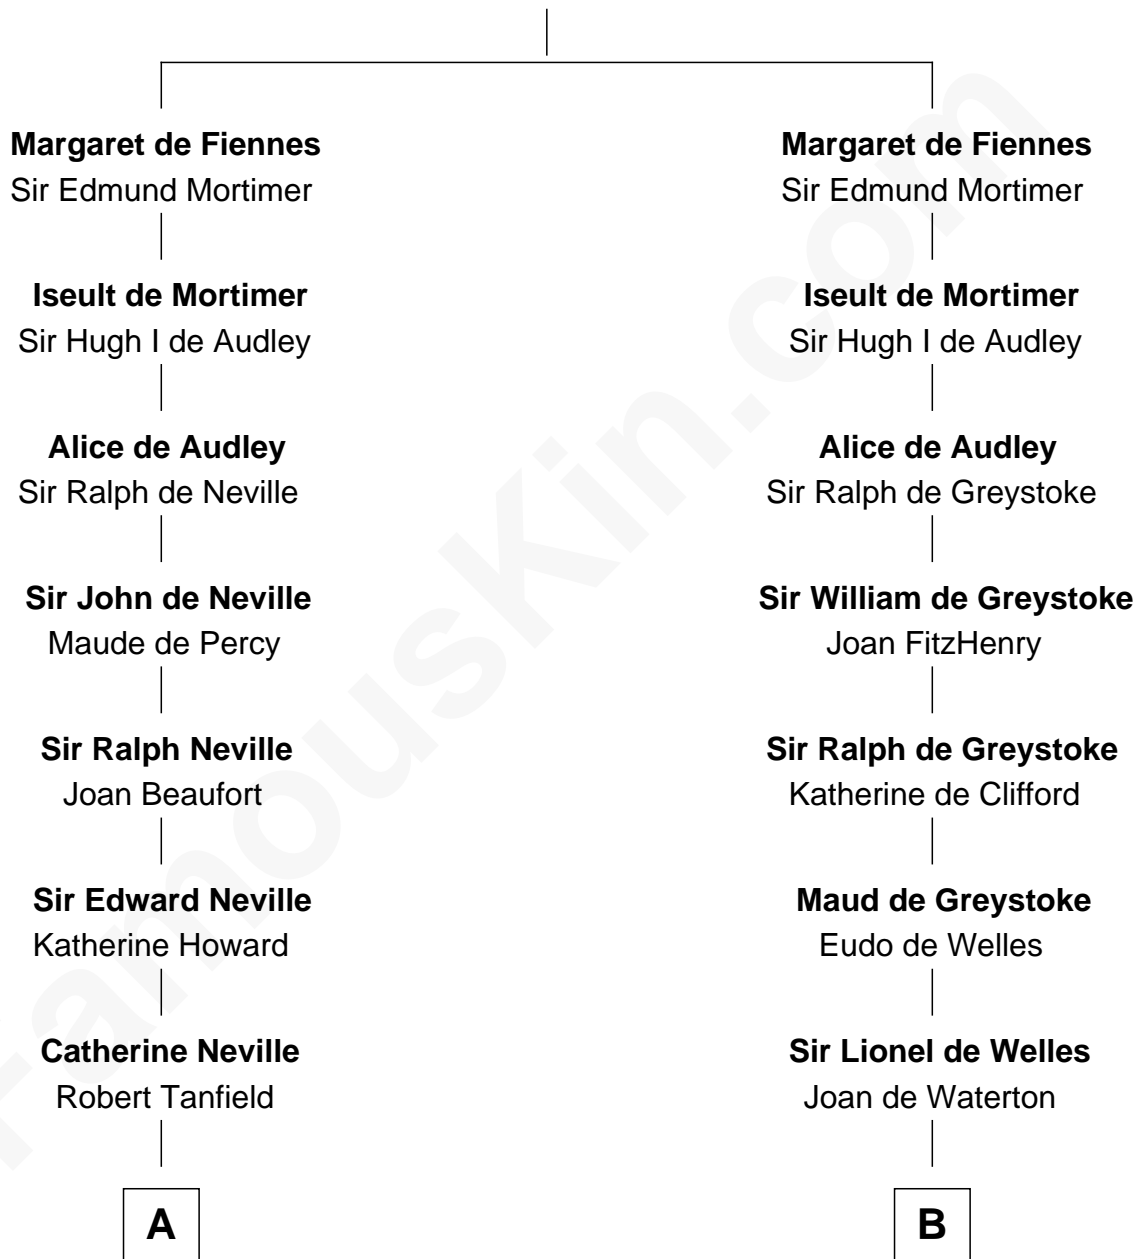 Margaret de Fiennes
Sir Edmund Mortimer
Iseult de Mortimer
Sir Hugh I de Audley
Alice de Audley
Sir Ralph de Neville
Sir John de Neville
Maude de Percy
Sir Ralph Neville
Joan Beaufort
Sir Edward Neville
Katherine Howard
Catherine Neville
Robert Tanfield
A
Margaret de Fiennes
Sir Edmund Mortimer
Iseult de Mortimer
Sir Hugh I de Audley
Alice de Audley
Sir Ralph de Greystoke
Sir William de Greystoke
Joan FitzHenry
Sir Ralph de Greystoke
Katherine de Clifford
Maud de Greystoke
Eudo de Welles
Sir Lionel de Welles
Joan de Waterton
B
FamousKin.com